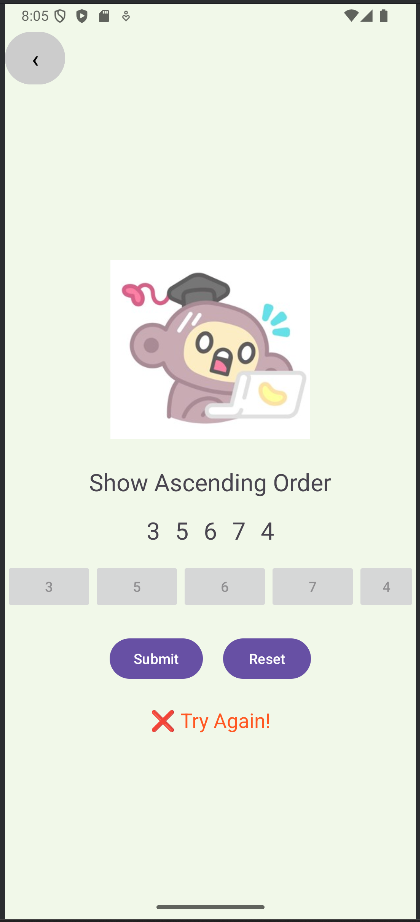 8:05
‹
Show Ascending Order
3 5 6 7 4
3 5 6 7 4
Submit Reset
❌ Try Again!